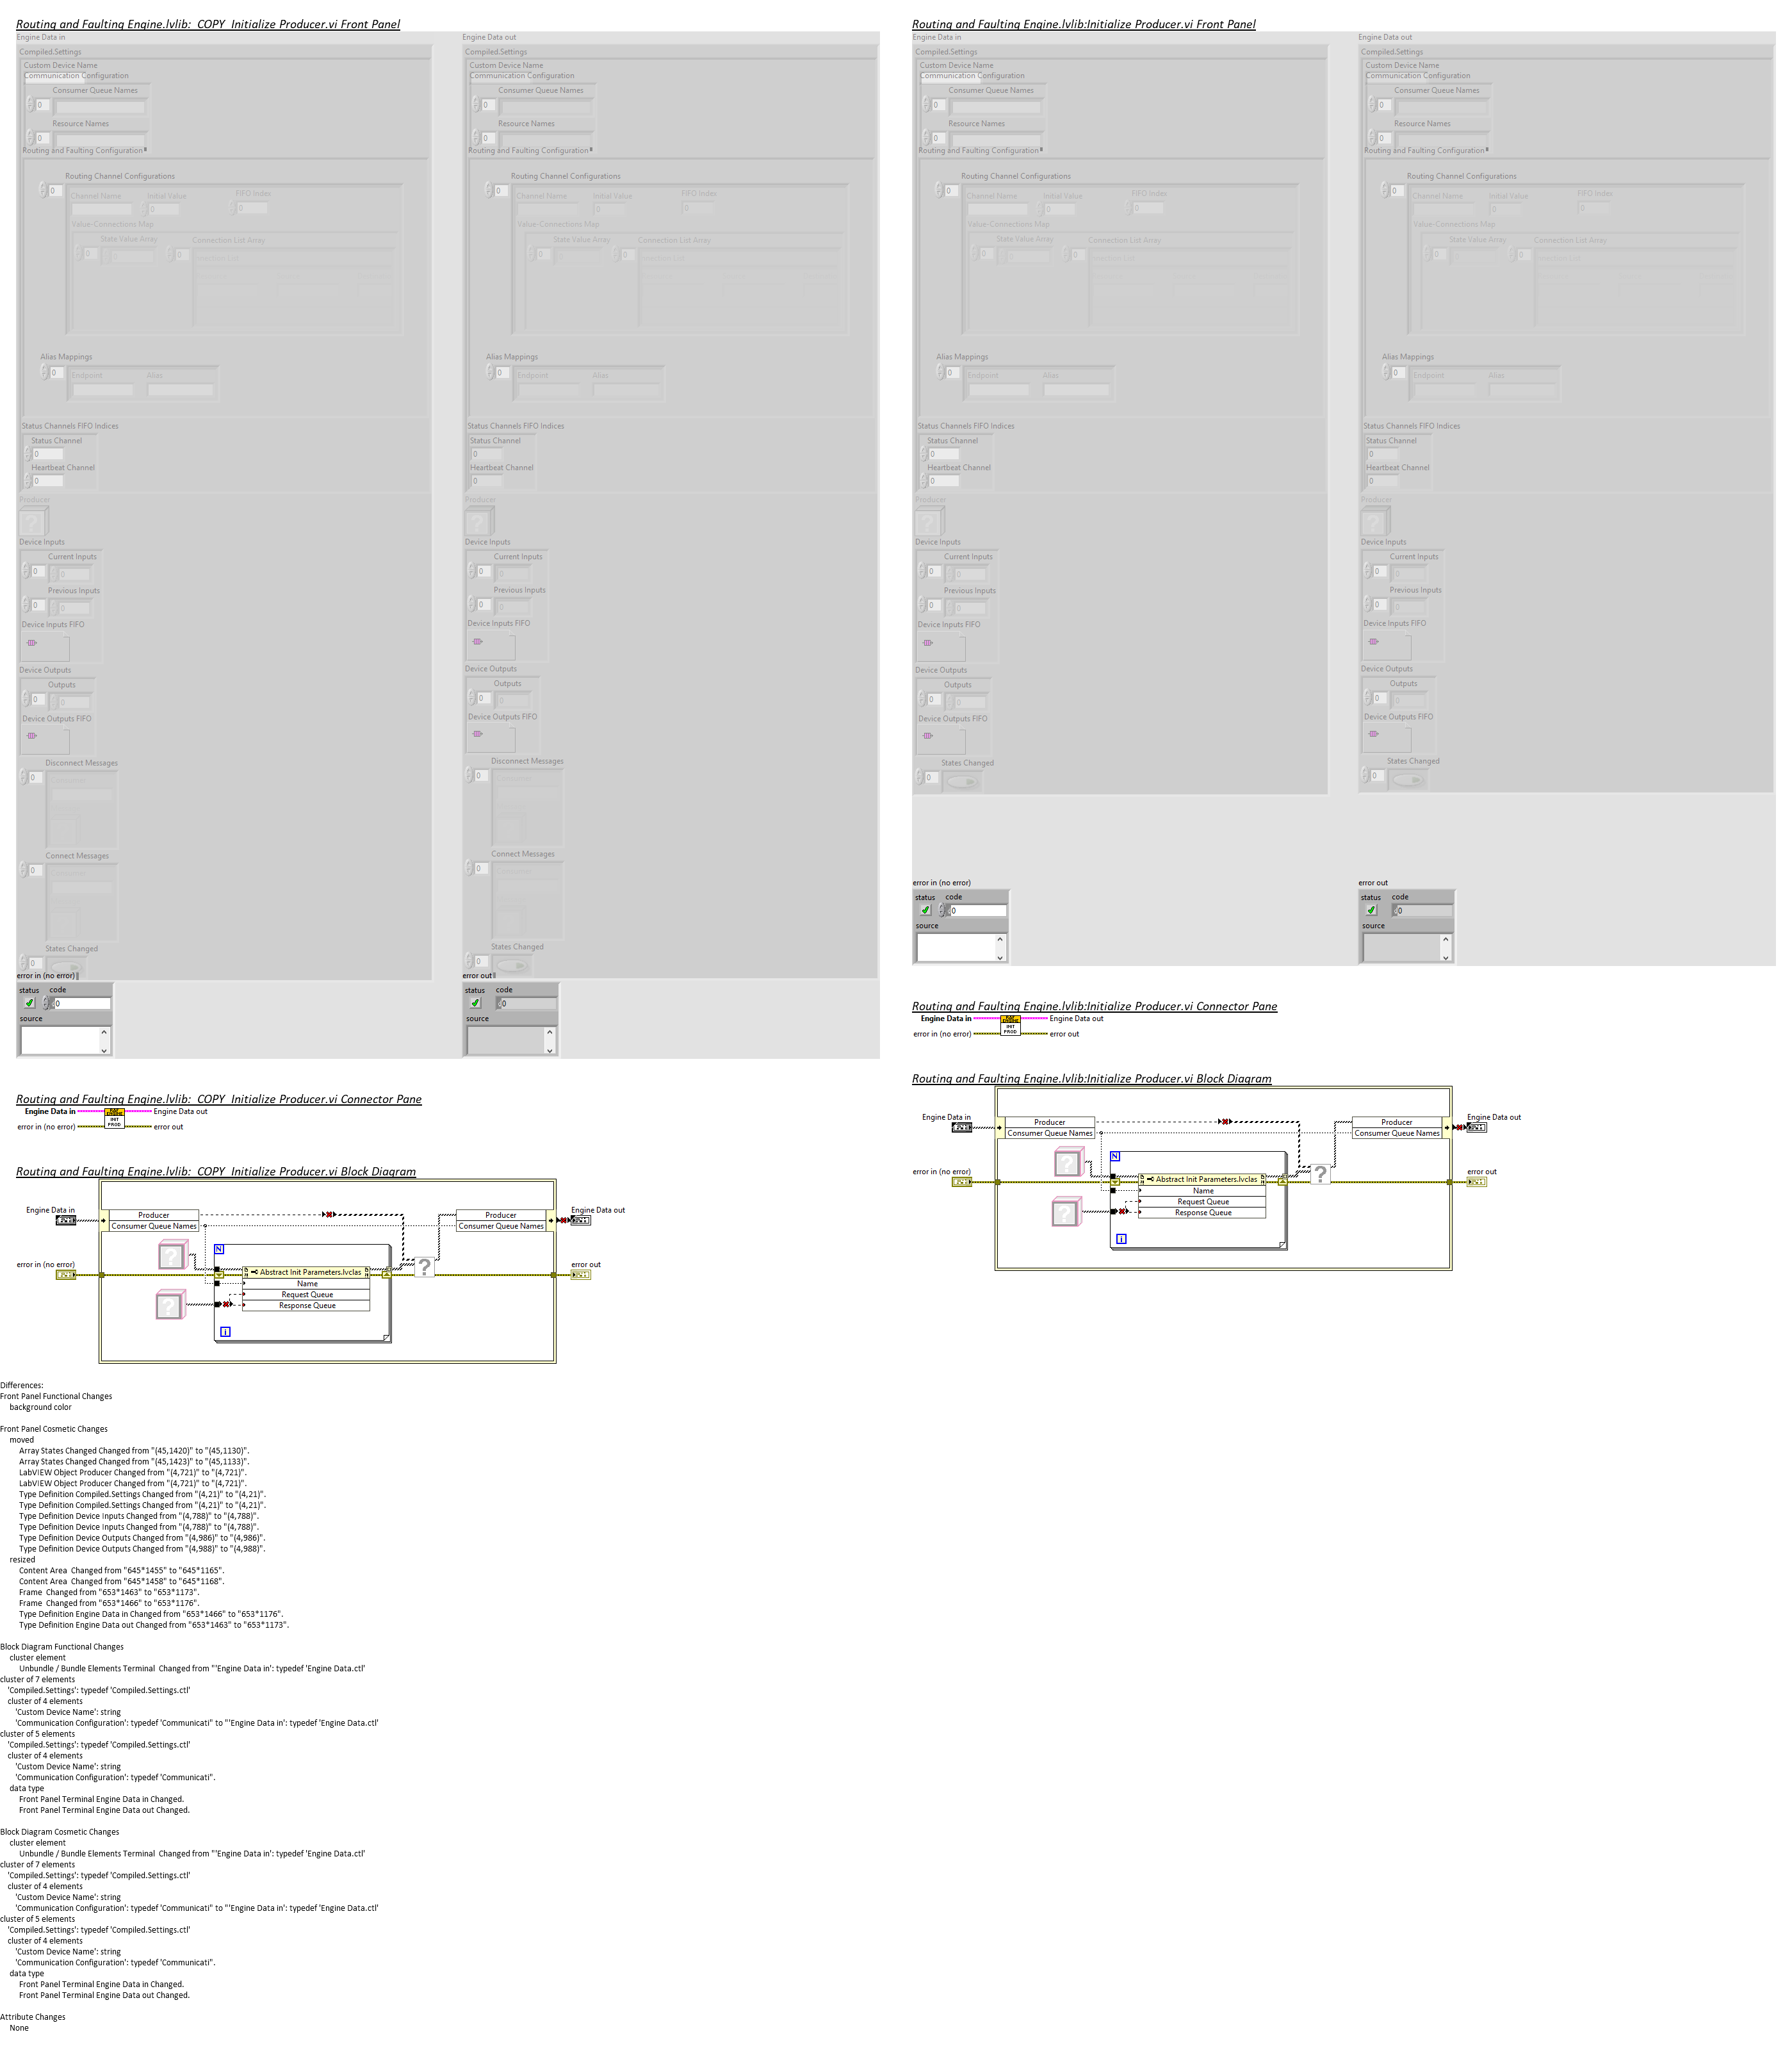 Routing and Faulting Engine.lvlib:  COPY  Initialize Producer.vi Front Panel
Engine Data in
Compiled.Settings
Custom Device Name
Communication Configuration
Consumer Queue Names
0
Resource Names
0
Routing and Faulting Configuration
Routing Channel Configurations
0
Channel Name
Initial Value
FIFO Index
0
0
Value-Connections Map
State Value Array
Connection List Array
0
0
0
Alias Mappings
0
Endpoint
Alias
Status Channels FIFO Indices
Status Channel
0
Heartbeat Channel
0
Producer
Device Inputs
Current Inputs
0
0
Previous Inputs
0
0
Device Inputs FIFO
Device Outputs
Outputs
0
0
Device Outputs FIFO
Disconnect Messages
0
Connect Messages
0
States Changed
0
error in (no error)
status
code
0
source
Engine Data out
Compiled.Settings
Custom Device Name
Communication Configuration
Consumer Queue Names
0
Resource Names
0
Routing and Faulting Configuration
Routing Channel Configurations
0
Channel Name
Initial Value
FIFO Index
0
0
Value-Connections Map
State Value Array
Connection List Array
0
0
Alias Mappings
0
Endpoint
Alias
Status Channels FIFO Indices
Status Channel
0
Heartbeat Channel
0
Producer
Device Inputs
Current Inputs
0
0
Previous Inputs
0
0
Device Inputs FIFO
Device Outputs
Outputs
0
0
Device Outputs FIFO
Disconnect Messages
0
Connect Messages
0
States Changed
0
error out
status
code
0
source
Routing and Faulting Engine.lvlib:  COPY  Initialize Producer.vi Connector Pane
Engine Data in
Engine Data out
INIT
PROD
error in (no error)
error out
Routing and Faulting Engine.lvlib:  COPY  Initialize Producer.vi Block Diagram
Engine Data in
Producer
Consumer Queue Names
Producer
Consumer Queue Names
Engine Data out
error in (no error)
N
Abstract Init Parameters.lvclas
Name
Request Queue
Response Queue
i
error out
Routing and Faulting Engine.lvlib:Initialize Producer.vi Front Panel
Engine Data in
Compiled.Settings
Custom Device Name
Communication Configuration
Consumer Queue Names
0
Resource Names
0
Routing and Faulting Configuration
Routing Channel Configurations
0
Channel Name
Initial Value
FIFO Index
0
0
Value-Connections Map
State Value Array
Connection List Array
0
0
0
Alias Mappings
0
Endpoint
Alias
Status Channels FIFO Indices
Status Channel
0
Heartbeat Channel
0
Producer
Device Inputs
Current Inputs
0
0
Previous Inputs
0
0
Device Inputs FIFO
Device Outputs
Outputs
0
0
Device Outputs FIFO
States Changed
0
error in (no error)
status
code
0
source
Engine Data out
Compiled.Settings
Custom Device Name
Communication Configuration
Consumer Queue Names
0
Resource Names
0
Routing and Faulting Configuration
Routing Channel Configurations
0
Channel Name
Initial Value
FIFO Index
0
0
Value-Connections Map
State Value Array
Connection List Array
0
0
Alias Mappings
0
Endpoint
Alias
Status Channels FIFO Indices
Status Channel
0
Heartbeat Channel
0
Producer
Device Inputs
Current Inputs
0
0
Previous Inputs
0
0
Device Inputs FIFO
Device Outputs
Outputs
0
0
Device Outputs FIFO
States Changed
0
error out
status
code
0
source
Routing and Faulting Engine.lvlib:Initialize Producer.vi Connector Pane
Engine Data in
Engine Data out
INIT
PROD
error in (no error)
error out
Routing and Faulting Engine.lvlib:Initialize Producer.vi Block Diagram
Engine Data in
Producer
Consumer Queue Names
Producer
Consumer Queue Names
Engine Data out
error in (no error)
N
Abstract Init Parameters.lvclas
Name
Request Queue
Response Queue
i
error out
Differences:
Front Panel Functional Changes
background color
Front Panel Cosmetic Changes
moved
Array States Changed Changed from "(45,1420)" to "(45,1130)".
Array States Changed Changed from "(45,1423)" to "(45,1133)".
LabVIEW Object Producer Changed from "(4,721)" to "(4,721)".
LabVIEW Object Producer Changed from "(4,721)" to "(4,721)".
Type Definition Compiled.Settings Changed from "(4,21)" to "(4,21)".
Type Definition Compiled.Settings Changed from "(4,21)" to "(4,21)".
Type Definition Device Inputs Changed from "(4,788)" to "(4,788)".
Type Definition Device Inputs Changed from "(4,788)" to "(4,788)".
Type Definition Device Outputs Changed from "(4,986)" to "(4,986)".
Type Definition Device Outputs Changed from "(4,988)" to "(4,988)".
resized
Content Area  Changed from "645*1455" to "645*1165".
Content Area  Changed from "645*1458" to "645*1168".
Frame  Changed from "653*1463" to "653*1173".
Frame  Changed from "653*1466" to "653*1176".
Type Definition Engine Data in Changed from "653*1466" to "653*1176".
Type Definition Engine Data out Changed from "653*1463" to "653*1173".
Block Diagram Functional Changes
cluster element
Unbundle / Bundle Elements Terminal  Changed from "'Engine Data in': typedef 'Engine Data.ctl'
cluster of 7 elements
'Compiled.Settings': typedef 'Compiled.Settings.ctl'
cluster of 4 elements
'Custom Device Name': string
'Communication Configuration': typedef 'Communicati" to "'Engine Data in': typedef 'Engine Data.ctl'
cluster of 5 elements
'Compiled.Settings': typedef 'Compiled.Settings.ctl'
cluster of 4 elements
'Custom Device Name': string
'Communication Configuration': typedef 'Communicati".
data type
Front Panel Terminal Engine Data in Changed.
Front Panel Terminal Engine Data out Changed.
Block Diagram Cosmetic Changes
cluster element
Unbundle / Bundle Elements Terminal  Changed from "'Engine Data in': typedef 'Engine Data.ctl'
cluster of 7 elements
'Compiled.Settings': typedef 'Compiled.Settings.ctl'
cluster of 4 elements
'Custom Device Name': string
'Communication Configuration': typedef 'Communicati" to "'Engine Data in': typedef 'Engine Data.ctl'
cluster of 5 elements
'Compiled.Settings': typedef 'Compiled.Settings.ctl'
cluster of 4 elements
'Custom Device Name': string
'Communication Configuration': typedef 'Communicati".
data type
Front Panel Terminal Engine Data in Changed.
Front Panel Terminal Engine Data out Changed.
Attribute Changes
None